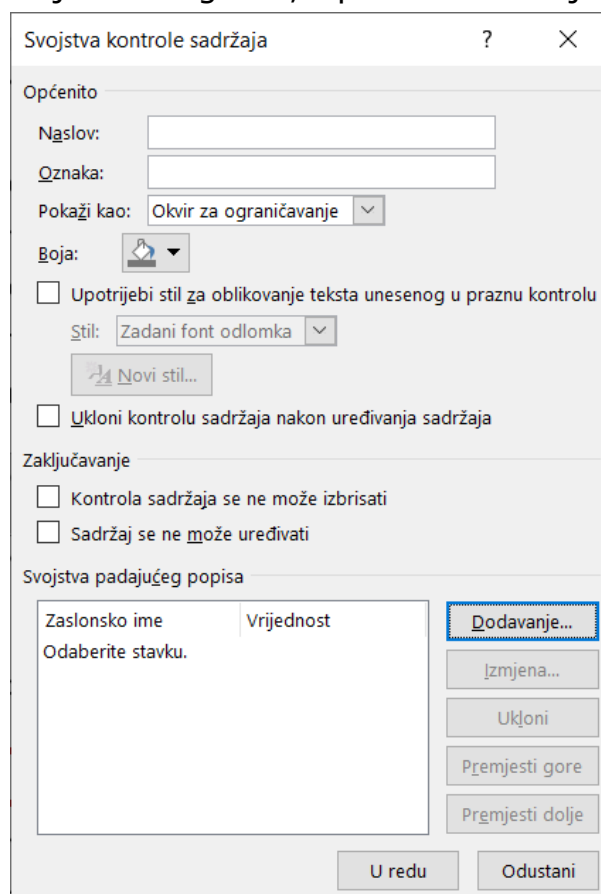 Svojstva kontrole sadržaja ? ×
Općenito
Naslov:
Oznaka:
Pokaži kao: Okvir za ograničavanje
Boja:
Upotrijebi stil za oblikovanje teksta unesenog u praznu kontrolu
Stil: Zadani font odlomka
Novi stil...
Ukloni kontrolu sadržaja nakon uređivanja sadržaja
Zaključavanje
Kontrola sadržaja se ne može izbrisati
Sadržaj se ne može uređivati
Svojstva padajućeg popisa
Zaslonsko ime Vrijednost
Odaberite stavku.
Dodavanje...
Izmjena...
Ukloni
Premjesti gore
Premjesti dolje
U redu Odustani